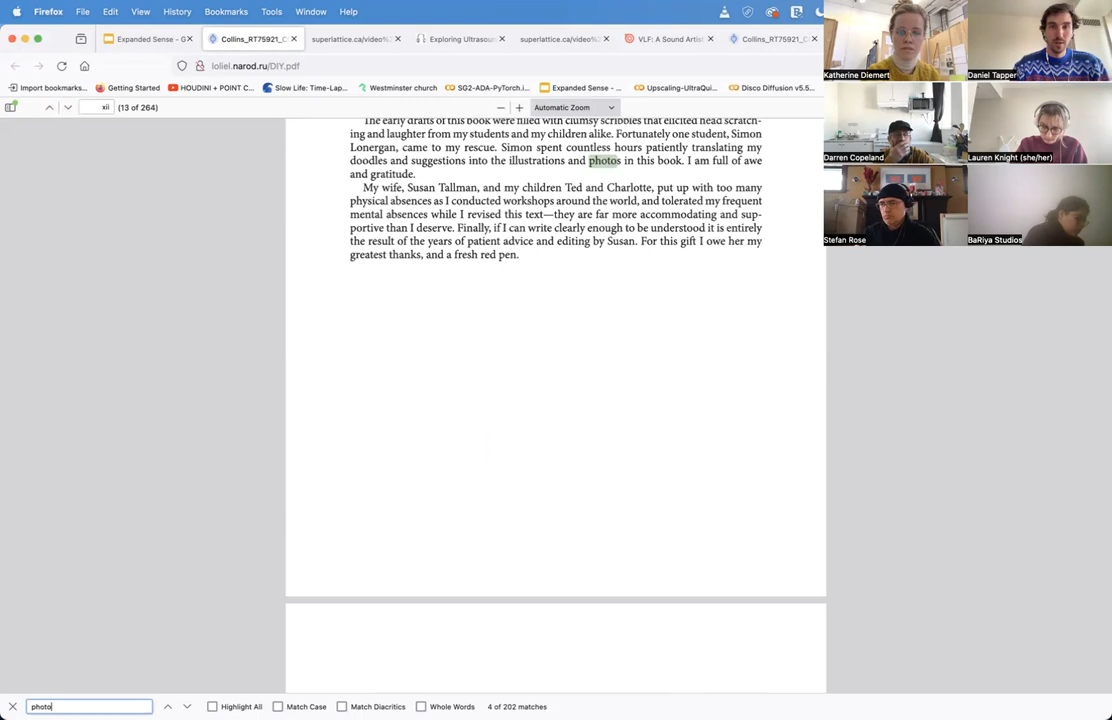 Firefox File Edit View History Bookmarks Tools Window Help
Expanded Sense - G
Collins_RT75921_C
superlattice.ca/video%
Exploring Ultrasoun
superlattice.ca/video%
VLF: A Sound Artist
Collins_RT75921_C
loliei.narod.ru/DIY.pdf
Import bookmarks...
Getting Started
HOUDINI + POINT C...
Slow Life: Time-Lap...
Westminster church
SG2-ADA-PyTorch.i...
Expanded Sense - ...
Upscaling-UltraQui...
Disco Diffusion v5.5...
xii (13 of 264)
Automatic Zoom
The early drafts of this book were filled with clumsy scribbles that elicited head scratch-
ing and laughter from my students and my children alike. Fortunately one student, Simon
Lonergan, came to my rescue. Simon spent countless hours patiently translating my
doodles and suggestions into the illustrations and photos in this book. I am full of awe
and gratitude.
My wife, Susan Tallman, and my children Ted and Charlotte, put up with too many
physical absences as I conducted workshops around the world, and tolerated my frequent
mental absences while I revised this text—they are far more accommodating and sup-
portive than I deserve. Finally, if I can write clearly enough to be understood it is entirely
the result of the years of patient advice and editing by Susan. For this gift I owe her my
greatest thanks, and a fresh red pen.
Katherine Diemert
Daniel Tapper
Darren Copeland
Lauren Knight (she/her)
Stefan Rose
BaRiya Studios
photo
Highlight All
Match Case
Match Diacritics
Whole Words
4 of 202 matches